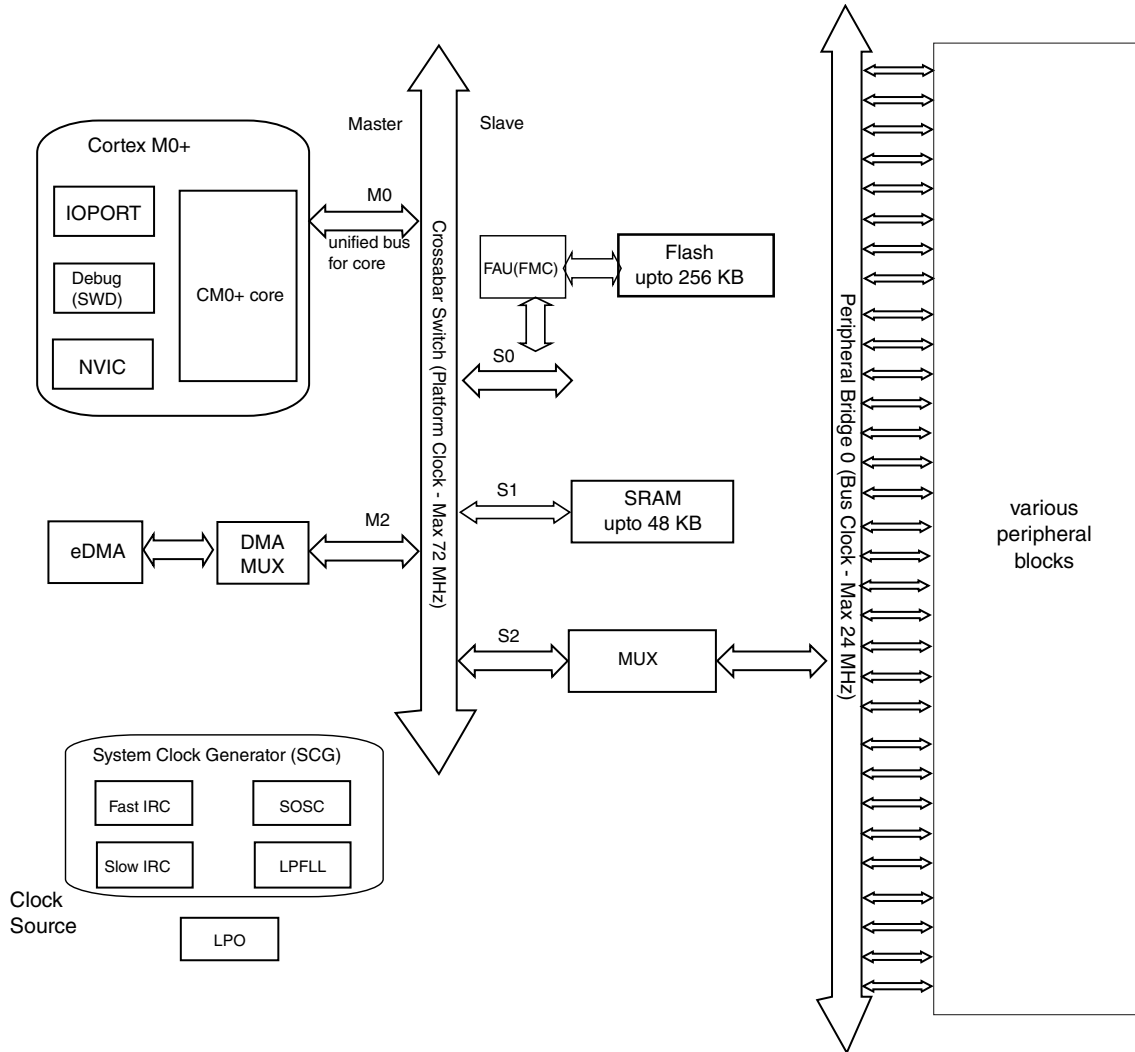 Master
Slave
Cortex M0+
IOPORT
Debug
(SWD)
NVIC
CM0+ core
M0
unified bus
for core
Crossabar Switch (Platform Clock - Max 72 MHz)
FAU(FMC)
Flash
upto 256 KB
S0
S1
SRAM
upto 48 KB
eDMA
DMA
MUX
M2
S2
MUX
Peripheral Bridge 0 (Bus Clock - Max 24 MHz)
various
peripheral
blocks
System Clock Generator (SCG)
Fast IRC
SOSC
Slow IRC
LPFLL
Clock
Source
LPO